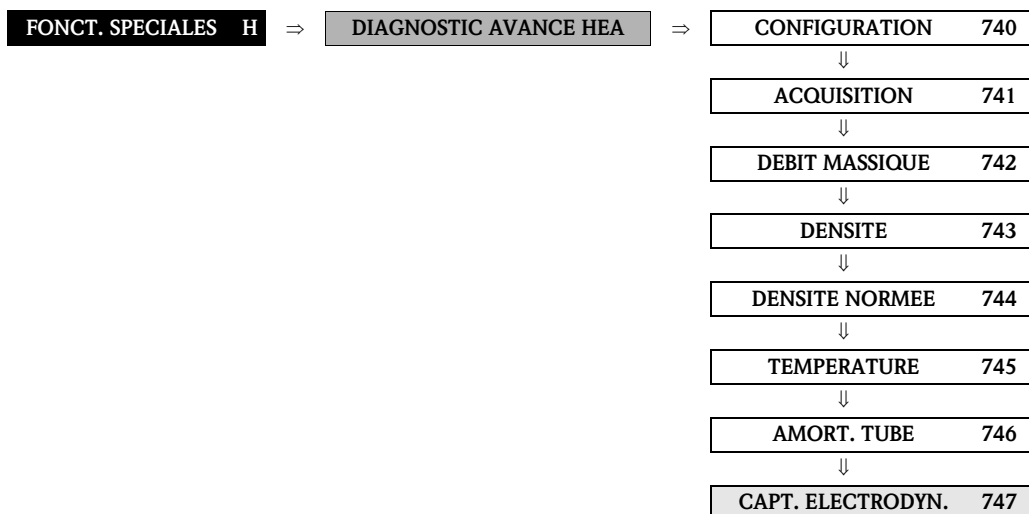 FONCT. SPECIALES H ⇒ DIAGNOSTIC AVANCE HEA ⇒ CONFIGURATION 740
⇓
ACQUISITION 741
⇓
DEBIT MASSIQUE 742
⇓
DENSITE 743
⇓
DENSITE NORMEE 744
⇓
TEMPERATURE 745
⇓
AMORT. TUBE 746
⇓
CAPT. ELECTRODYN. 747